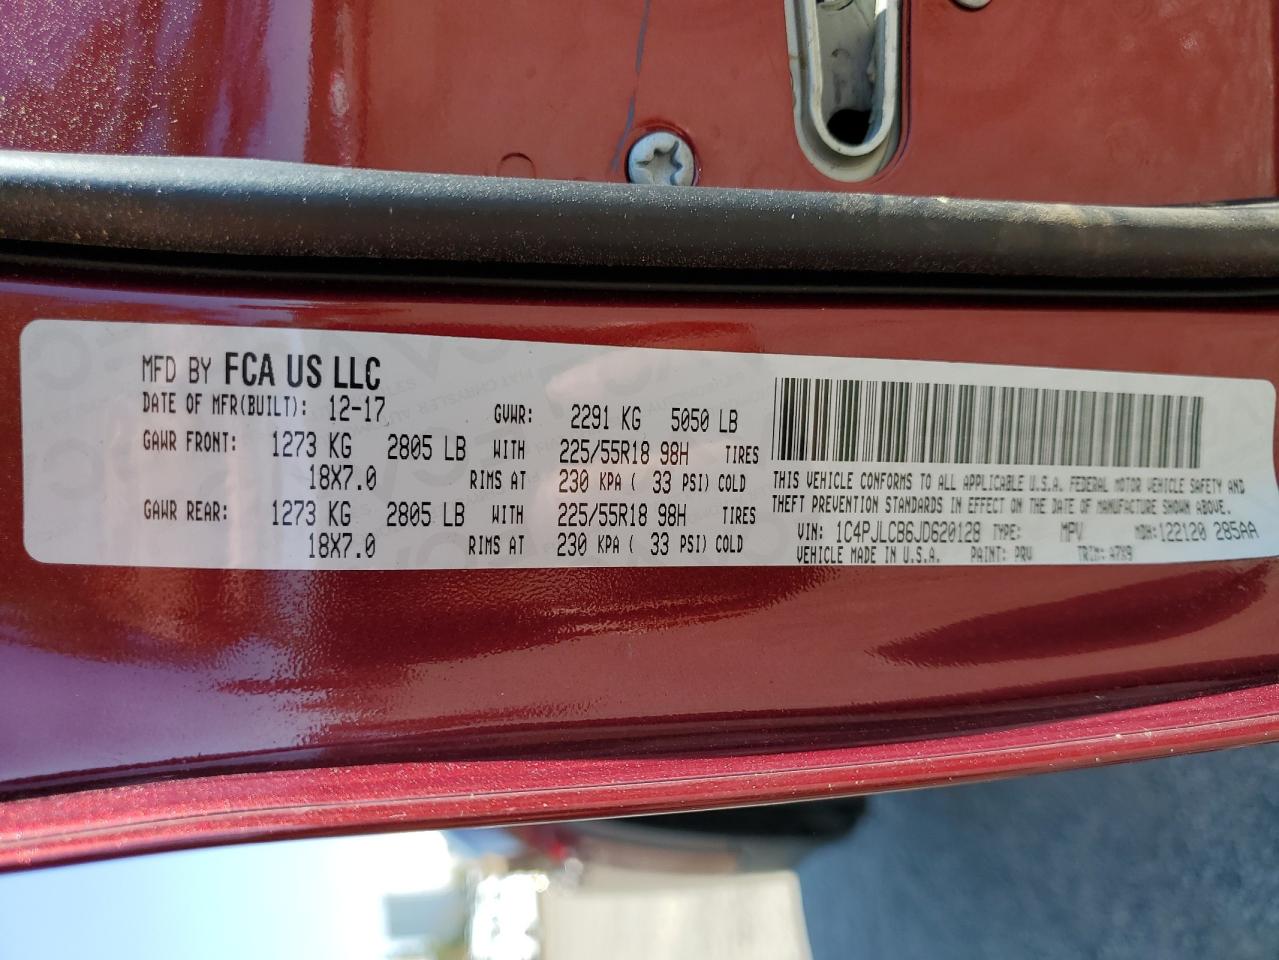 MFD BY FCA US LLC
DATE OF MFR(BUILT): 12-17 GVWR: 2291 KG 5050 LB
GAWR FRONT: 1273 KG 2805 LB WITH 225/55R18 98H TIRES
18X7.0 RIMS AT 230 KPA ( 33 PSI) COLD
GAWR REAR: 1273 KG 2805 LB WITH 225/55R18 98H TIRES
18X7.0 RIMS AT 230 KPA ( 33 PSI) COLD
THIS VEHICLE CONFORMS TO ALL APPLICABLE U.S.A. FEDERAL MOTOR VEHICLE SAFETY AND
THEFT PREVENTION STANDARDS IN EFFECT ON THE DATE OF MANUFACTURE SHOWN ABOVE.
VIN: 1C4PJLCB6JD620128 TYPE: MPV MDH: 122120 285AA
VEHICLE MADE IN U.S.A. PAINT: PRV TRIM: A7X9